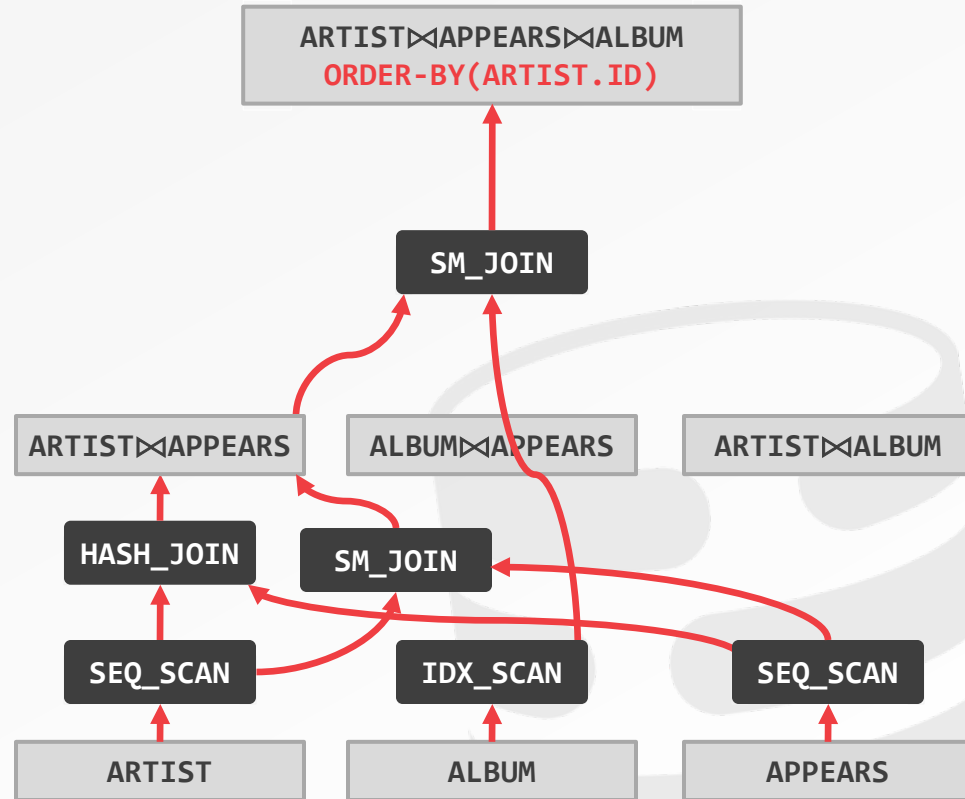 ARTIST⋈APPEARS⋈ALBUM
ORDER-BY(ARTIST.ID)
SM_JOIN
ARTIST⋈APPEARS
ALBUM⋈APPEARS
ARTIST⋈ALBUM
HASH_JOIN
SM_JOIN
SEQ_SCAN
IDX_SCAN
SEQ_SCAN
ARTIST
ALBUM
APPEARS